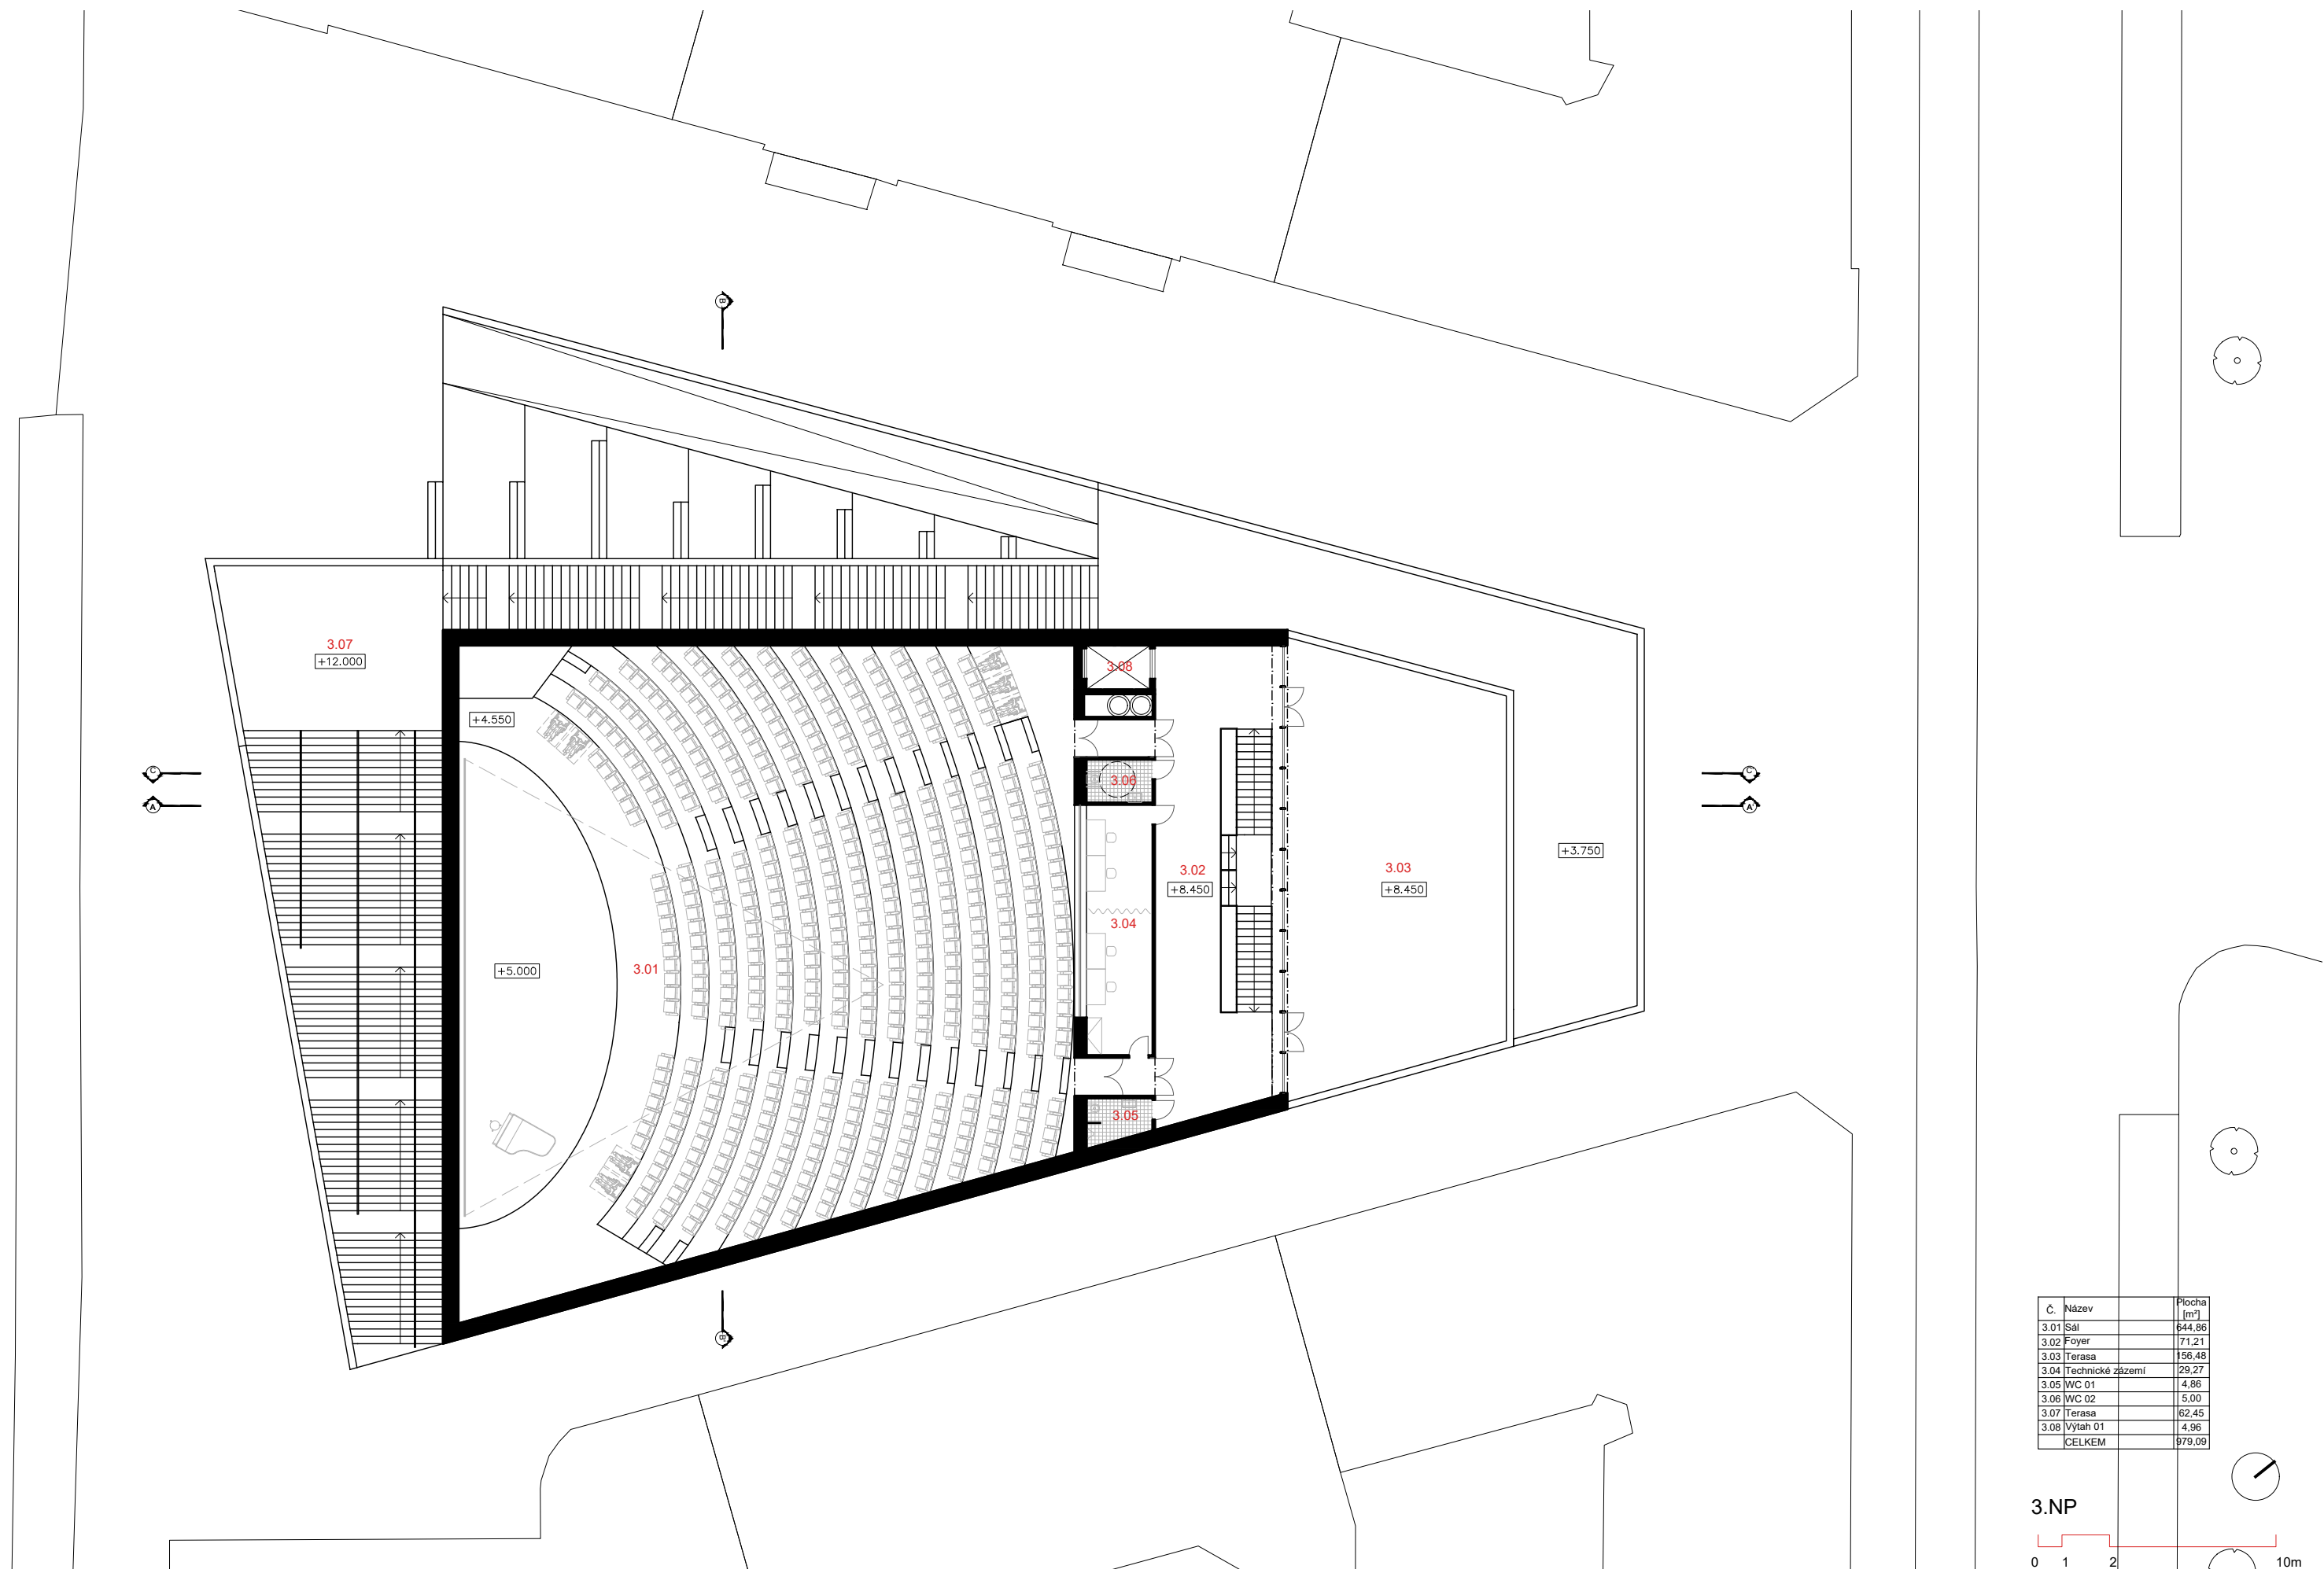 B'
3.07
+12.000
3.08
+4.550
C
C'
A
A'
3.06
+3.750
3.02
+8.450
3.03
+8.450
3.04
+5.000
3.01
3.05
B'
Č. Název Plocha [m²]
3.01 Sál 644,86
3.02 Foyer 71,21
3.03 Terasa 156,48
3.04 Technické zázemí 29,27
3.05 WC 01 4,86
3.06 WC 02 5,00
3.07 Terasa 62,45
3.08 Výtah 01 4,96
CELKEM 979,09
3.NP
0 1 2 10m